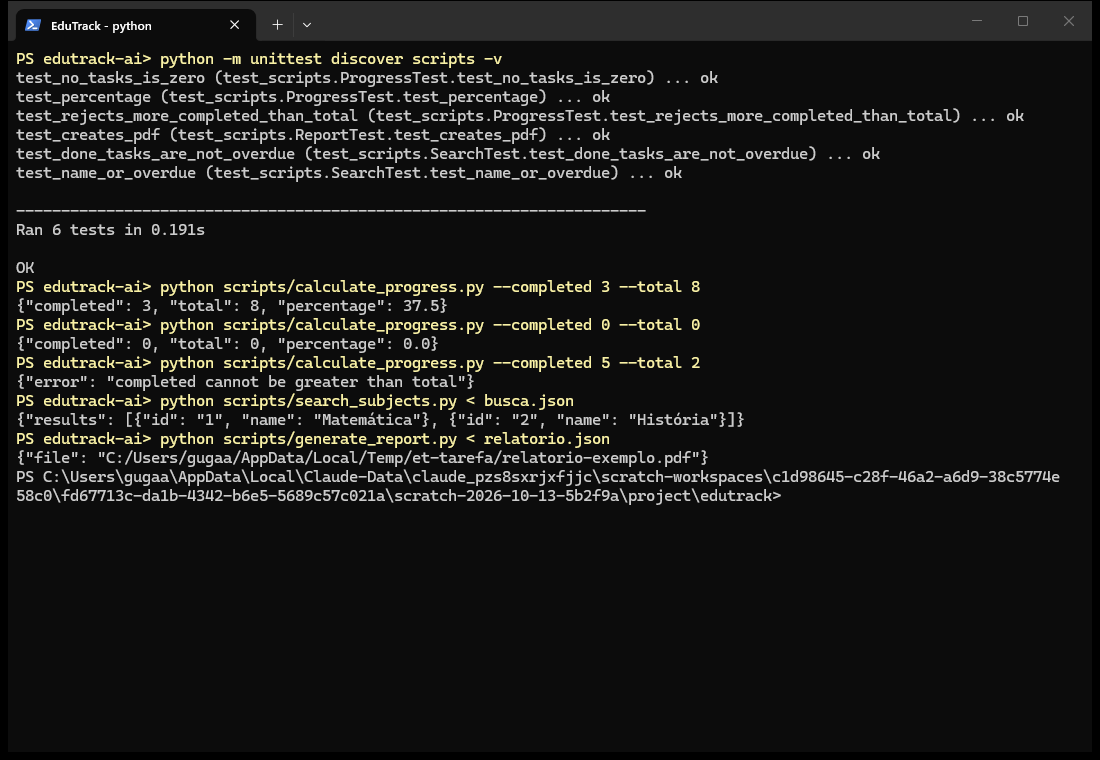 EduTrack - python
PS edutrack-ai> python -m unittest discover scripts -v
test_no_tasks_is_zero (test_scripts.ProgressTest.test_no_tasks_is_zero) ... ok
test_percentage (test_scripts.ProgressTest.test_percentage) ... ok
test_rejects_more_completed_than_total (test_scripts.ProgressTest.test_rejects_more_completed_than_total) ... ok
test_creates_pdf (test_scripts.ReportTest.test_creates_pdf) ... ok
test_done_tasks_are_not_overdue (test_scripts.SearchTest.test_done_tasks_are_not_overdue) ... ok
test_name_or_overdue (test_scripts.SearchTest.test_name_or_overdue) ... ok
----------------------------------------------------------------------
Ran 6 tests in 0.191s
OK
PS edutrack-ai> python scripts/calculate_progress.py --completed 3 --total 8
{"completed": 3, "total": 8, "percentage": 37.5}
PS edutrack-ai> python scripts/calculate_progress.py --completed 0 --total 0
{"completed": 0, "total": 0, "percentage": 0.0}
PS edutrack-ai> python scripts/calculate_progress.py --completed 5 --total 2
{"error": "completed cannot be greater than total"}
PS edutrack-ai> python scripts/search_subjects.py < busca.json
{"results": [{"id": "1", "name": "Matemática"}, {"id": "2", "name": "História"}]}
PS edutrack-ai> python scripts/generate_report.py < relatorio.json
{"file": "C:/Users/gugaa/AppData/Local/Temp/et-tarefa/relatorio-exemplo.pdf"}
PS C:\Users\gugaa\AppData\Local\Claude-Data\claude_pzs8sxrjxfjjc\scratch-workspaces\c1d98645-c28f-46a2-a6d9-38c5774e
58c0\fd67713c-da1b-4342-b6e5-5689c57c021a\scratch-2026-10-13-5b2f9a\project\edutrack>